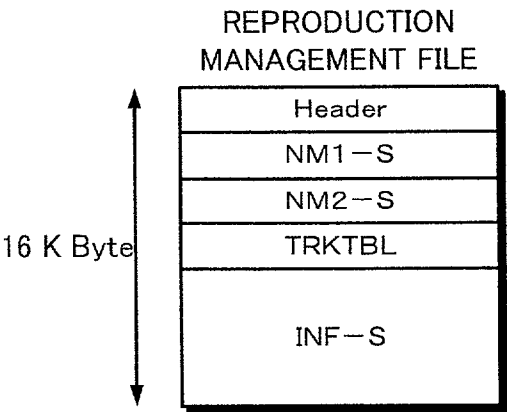 REPRODUCTION
MANAGEMENT FILE
Header
NM1-S
NM2-S
TRKTBL
16 K Byte
INF-S